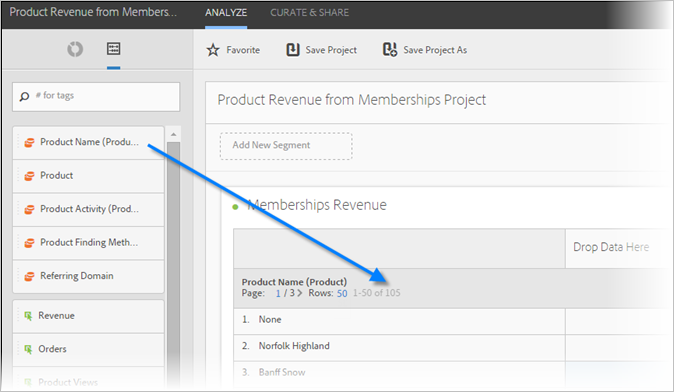 Product Revenue from Members...
ANALYZE
CURATE & SHARE
Favorite
Save Project
Save Project As
# for tags
Product Name (Produ...
Product
Product Activity (Prod...
Product Finding Meth...
Referring Domain
Revenue
Orders
Product Views
Product Revenue from Memberships Project
Add New Segment
Memberships Revenue
Drop Data Here
Product Name (Product)
Page: 1 / 3 > Rows: 50 1-50 of 105
1. None
2. Norfolk Highland
3. Banff Snow